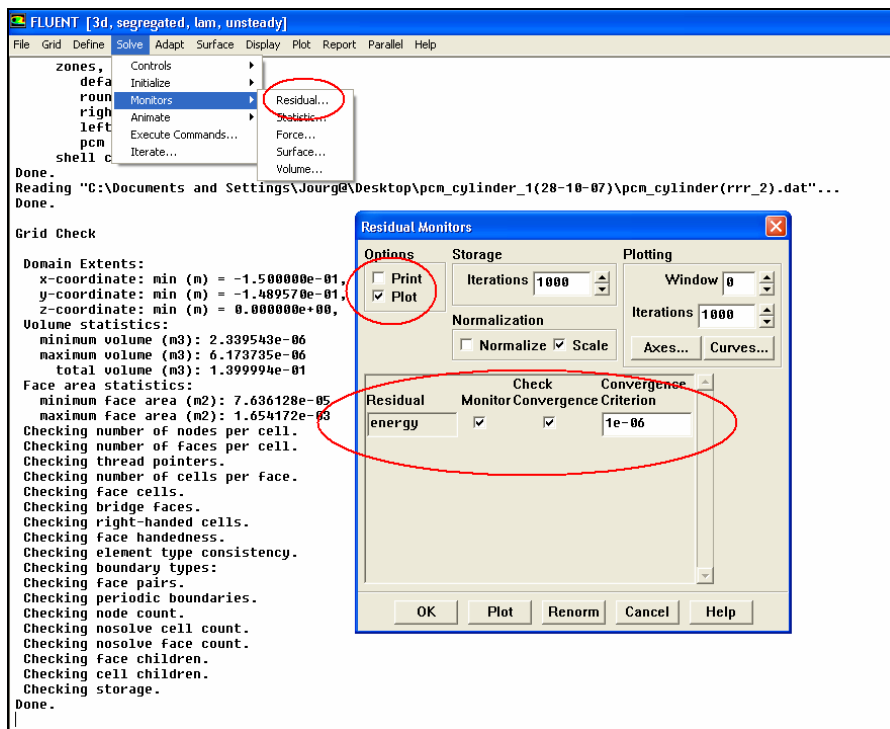 FLUENT [3d, segregated, lam, unsteady]
File Grid Define Solve Adapt Surface Display Plot Report Parallel Help
Controls
Initialize
Monitors
Animate
Execute Commands...
Iterate...
Residual...
Statistic...
Force...
Surface...
Volume...
zones,
defa
roun
righ
left
pcm
shell c
Done.
Reading "C:\Documents and Settings\Jourg@\Desktop\pcm_cylinder_1(28-10-07)\pcm_cylinder(rrr_2).dat"...
Done.
Grid Check
Domain Extents:
x-coordinate: min (m) = -1.500000e-01,
y-coordinate: min (m) = -1.489570e-01,
z-coordinate: min (m) = 0.000000e+00,
Volume statistics:
minimum volume (m3): 2.339543e-06
maximum volume (m3): 6.173735e-06
total volume (m3): 1.399994e-01
Face area statistics:
minimum face area (m2): 7.636128e-05
maximum face area (m2): 1.654172e-03
Checking number of nodes per cell.
Checking number of faces per cell.
Checking thread pointers.
Checking number of cells per face.
Checking face cells.
Checking bridge faces.
Checking right-handed cells.
Checking face handedness.
Checking element type consistency.
Checking boundary types:
Checking face pairs.
Checking periodic boundaries.
Checking node count.
Checking nosolve cell count.
Checking nosolve face count.
Checking face children.
Checking cell children.
Checking storage.
Done.
Residual Monitors
Options
Print
Plot
Storage
Iterations 1000
Normalization
Normalize Scale
Plotting
Window 0
Iterations 1000
Axes... Curves...
Check Convergence
Residual Monitor Convergence Criterion
energy 1e-06
OK Plot Renorm Cancel Help